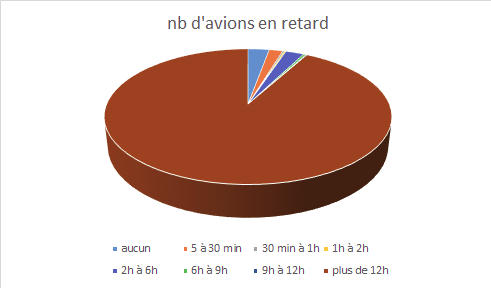 nb d'avions en retard
aucun 5 à 30 min 30 min à 1h 1h à 2h
2h à 6h 6h à 9h 9h à 12h plus de 12h